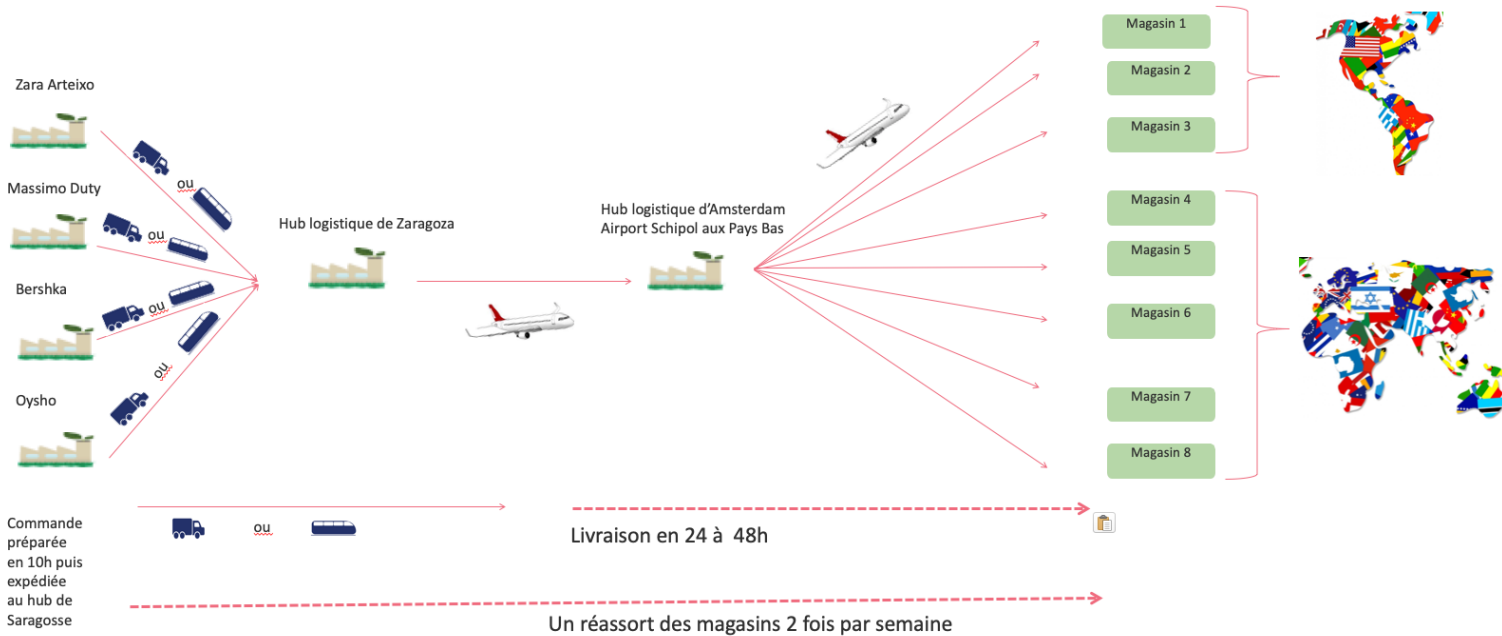 Zara Arteixo
Massimo Duty
Bershka
Oysho
ou
ou
ou
ou
Hub logistique de Zaragoza
Hub logistique d'Amsterdam
Airport Schipol aux Pays Bas
Magasin 1
Magasin 2
Magasin 3
Magasin 4
Magasin 5
Magasin 6
Magasin 7
Magasin 8
Commande
préparée
en 10h puis
expédiée
au hub de
Saragosse
ou
Livraison en 24 à 48h
Un réassort des magasins 2 fois par semaine